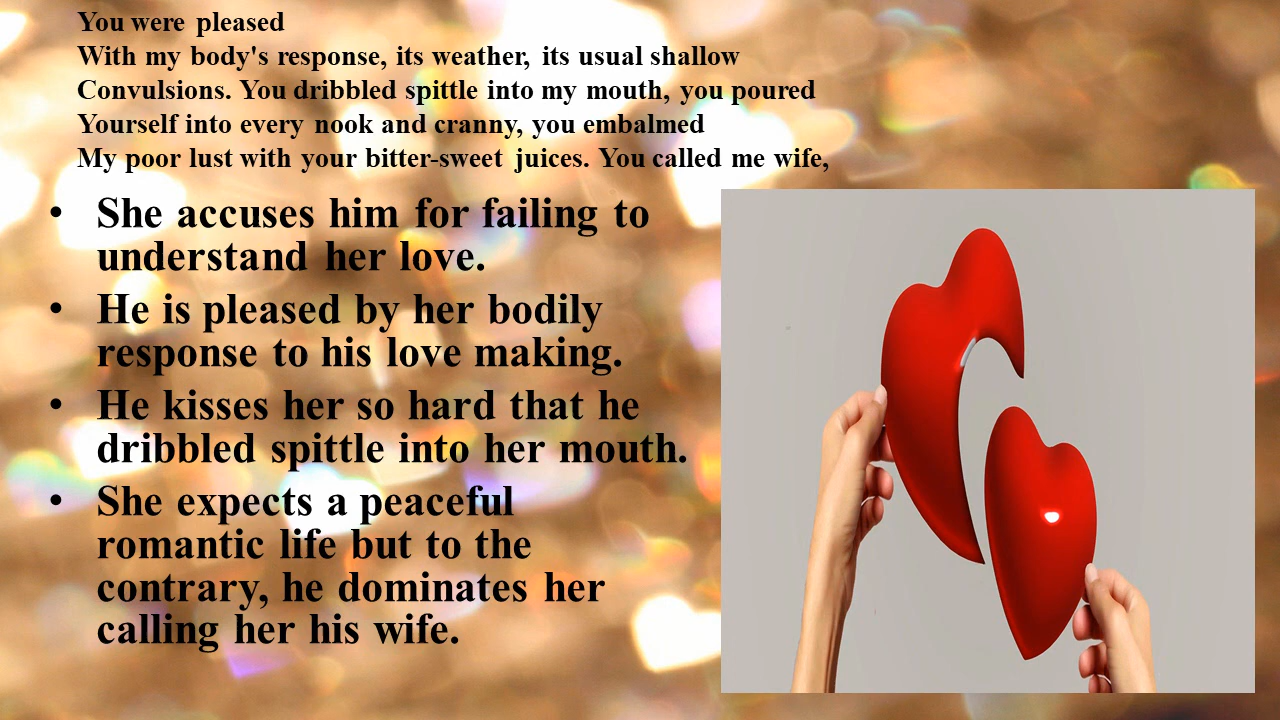 You were pleased
With my body's response, its weather, its usual shallow
Convulsions. You dribbled spittle into my mouth, you poured
Yourself into every nook and cranny, you embalmed
My poor lust with your bitter-sweet juices. You called me wife,
• She accuses him for failing to
understand her love.
• He is pleased by her bodily
response to his love making.
• He kisses her so hard that he
dribbled spittle into her mouth.
• She expects a peaceful
romantic life but to the
contrary, he dominates her
calling her his wife.